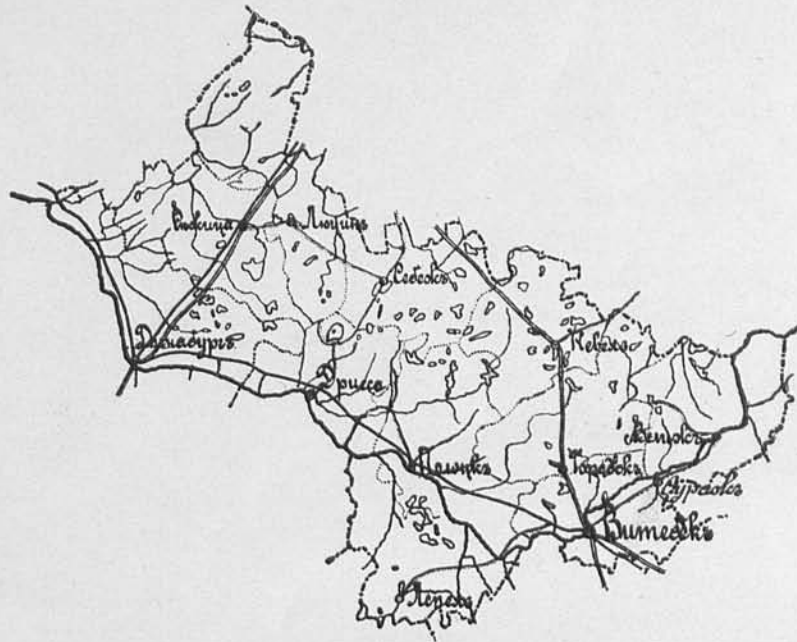 Режица
Люцинъ
Себежъ
Динабургъ
Невель
Дрисса
Велижъ
Полоцкъ
Городокъ
Суражъ
Витебскъ
Лепель